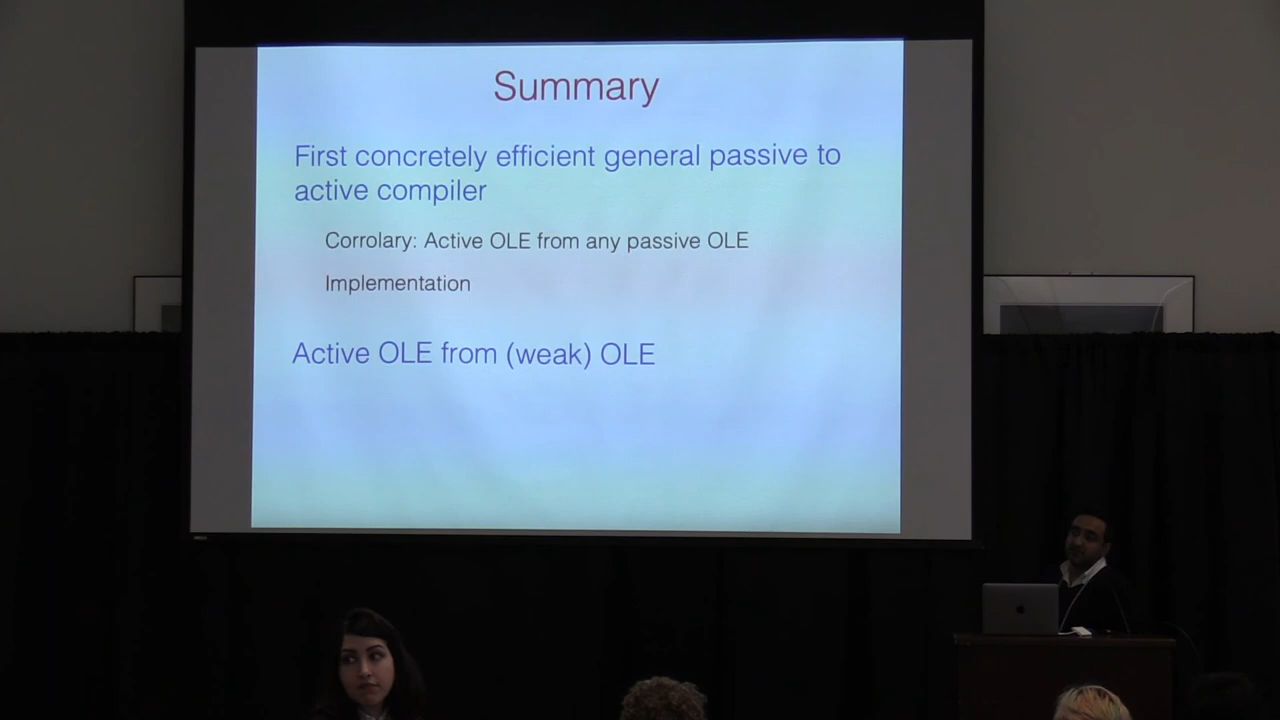 Summary
First concretely efficient general passive to
active compiler
Corrolary: Active OLE from any passive OLE
Implementation
Active OLE from (weak) OLE